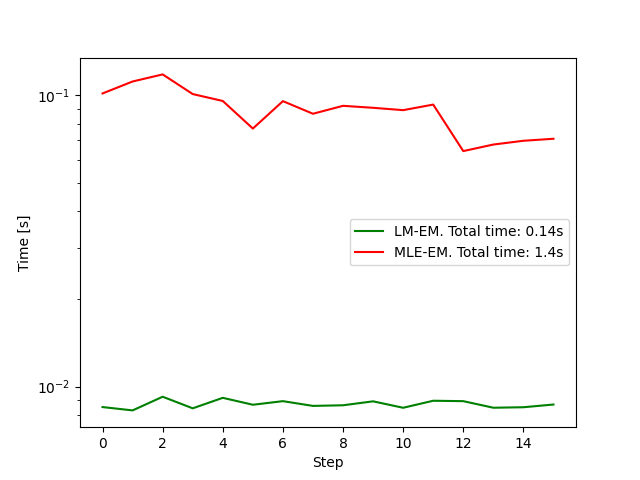 10⁻¹
10⁻²
Time [s]
LM-EM. Total time: 0.14s
MLE-EM. Total time: 1.4s
0 2 4 6 8 10 12 14
Step